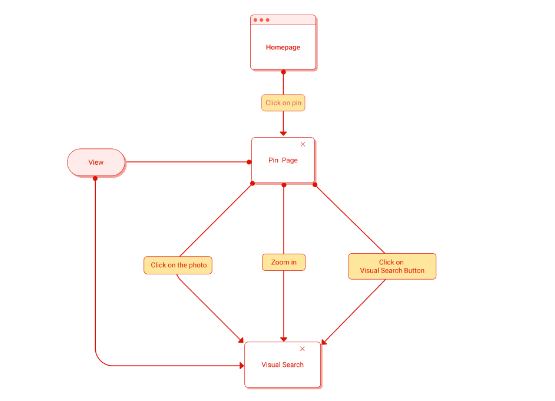 Homepage
Click on pin
Pin Page
View
Click on the photo
Zoom in
Click on
Visual Search Button
Visual Search